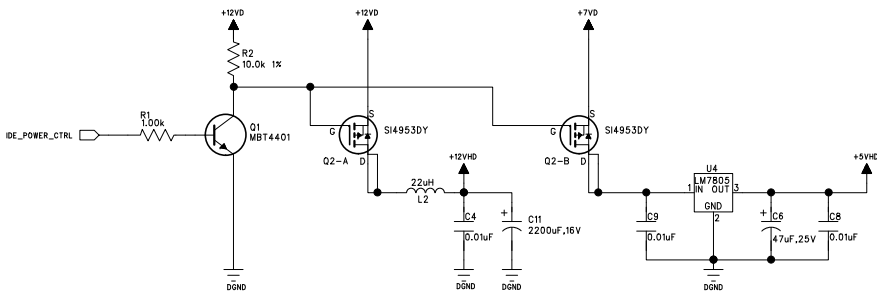 +12VD
+12VD
+7VD
R2
10.0k 1%
R1
1.00k
IDE_POWER_CTRL
Q1
MBT4401
S
G
SI4953DY
Q2-A
D
S
G
SI4953DY
Q2-B
D
+12VHD
22uH
L2
C4
0.01uF
C11
2200uF,16V
U4
LM7805
1
IN
OUT
3
GND
2
+5VHD
C9
0.01uF
C6
47uF,25V
C8
0.01uF
+
+
DGND
DGND
DGND
DGND